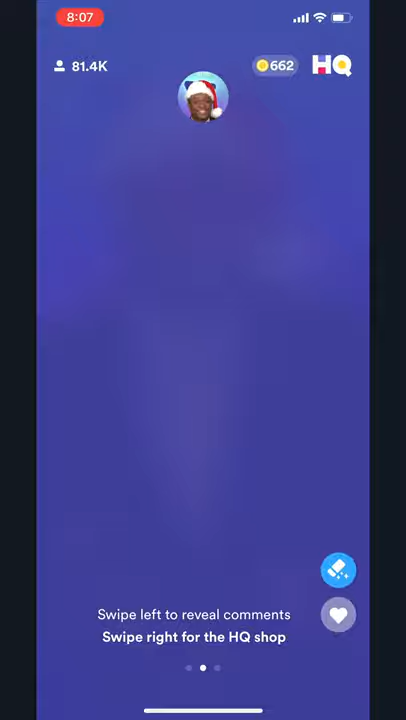 8:07
81.4K
662
HQ
Swipe left to reveal comments
Swipe right for the HQ shop